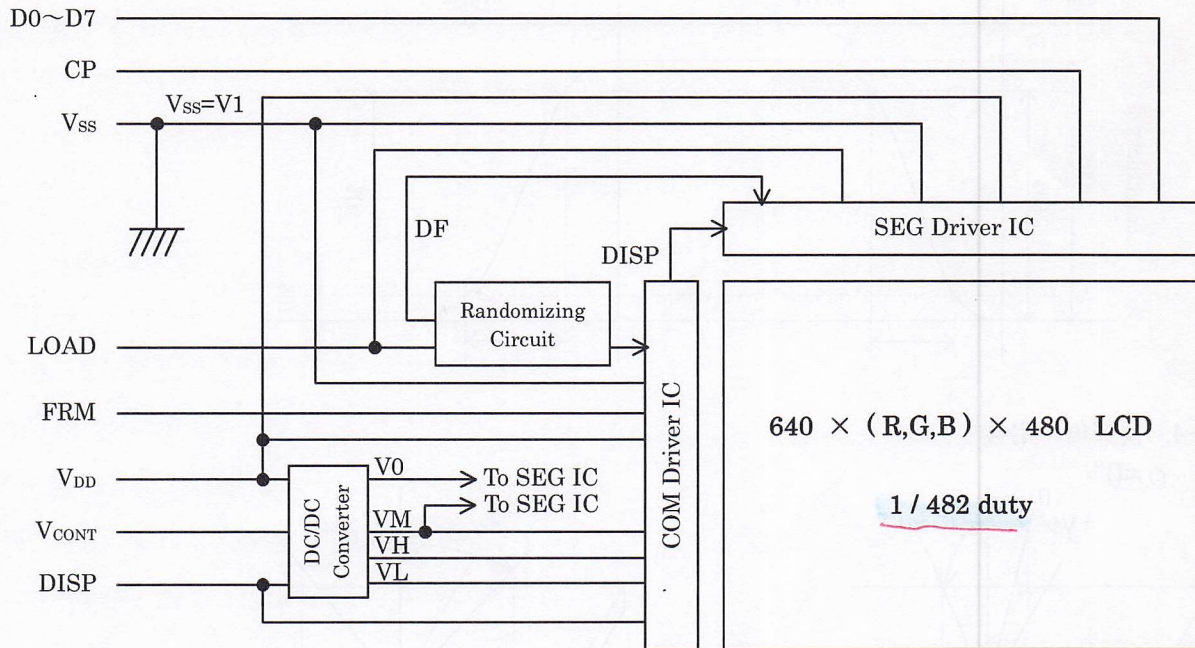 D0～D7
CP
VSS=V1
VSS
SEG Driver IC
DF
DISP
Randomizing
Circuit
LOAD
FRM
COM Driver IC
640 × (R,G,B) × 480 LCD
VDD
V0
To SEG IC
To SEG IC
1 / 482 duty
DC/DC
Converter
VCONT
VM
VH
VL
DISP